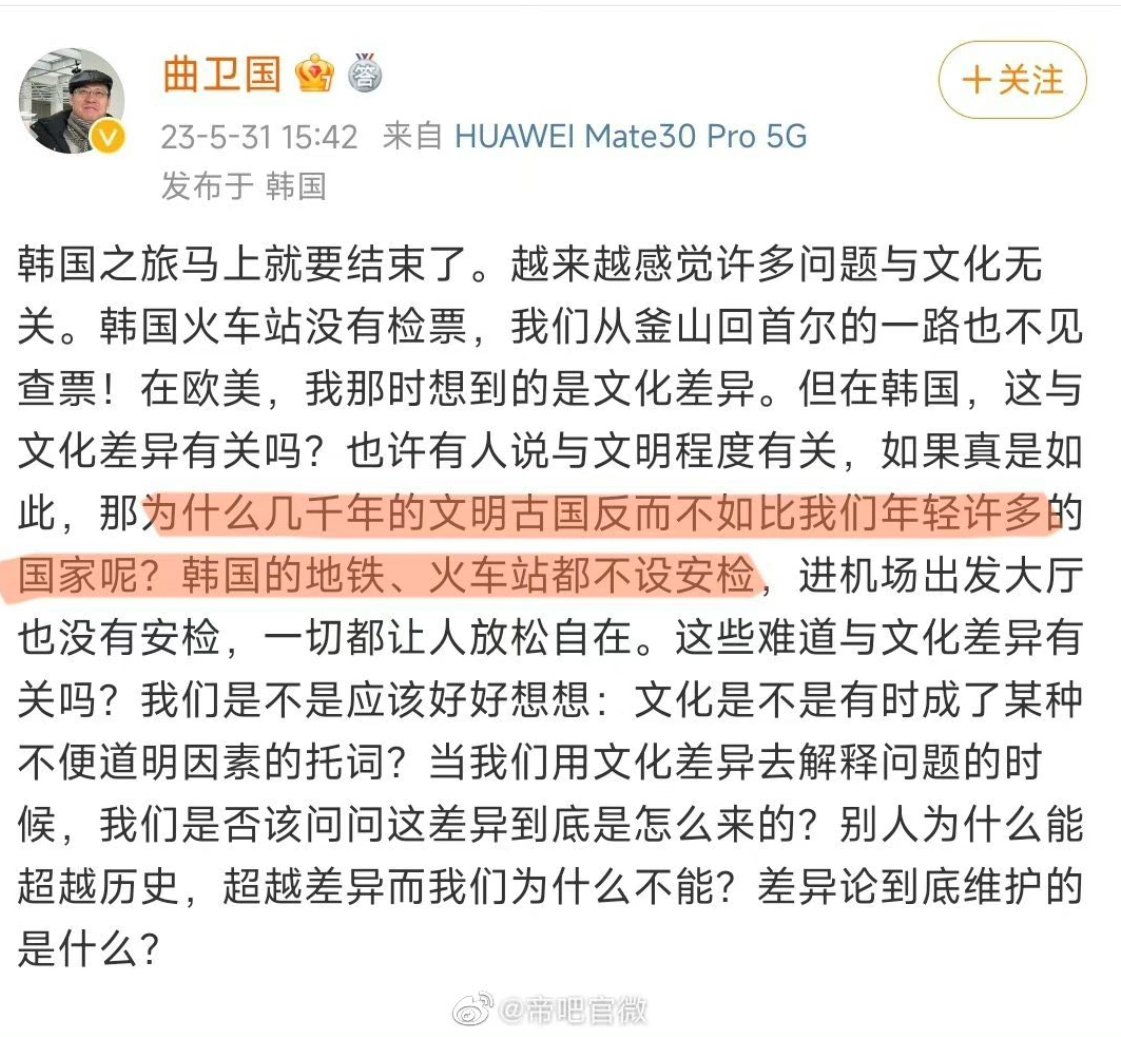 曲卫国
答
+关注
23-5-31 15:42 来自 HUAWEI Mate30 Pro 5G
发布于 韩国
韩国之旅马上就要结束了。越来越感觉许多问题与文化无
关。韩国火车站没有检票，我们从釜山回首尔的一路也不见
查票！在欧美，我那时想到的是文化差异。但在韩国，这与
文化差异有关吗？也许有人说与文明程度有关，如果真是如
此，那为什么几千年的文明古国反而不如比我们年轻许多的
国家呢？韩国的地铁、火车站都不设安检，进机场出发大厅
也没有安检，一切都让人放松自在。这些难道与文化差异有
关吗？我们是不是应该好好想想：文化是不是有时成了某种
不便道明因素的托词？当我们用文化差异去解释问题的时
候，我们是否该问问这差异到底是怎么来的？别人为什么能
超越历史，超越差异而我们为什么不能？差异论到底维护的
是什么？
@帝吧官微